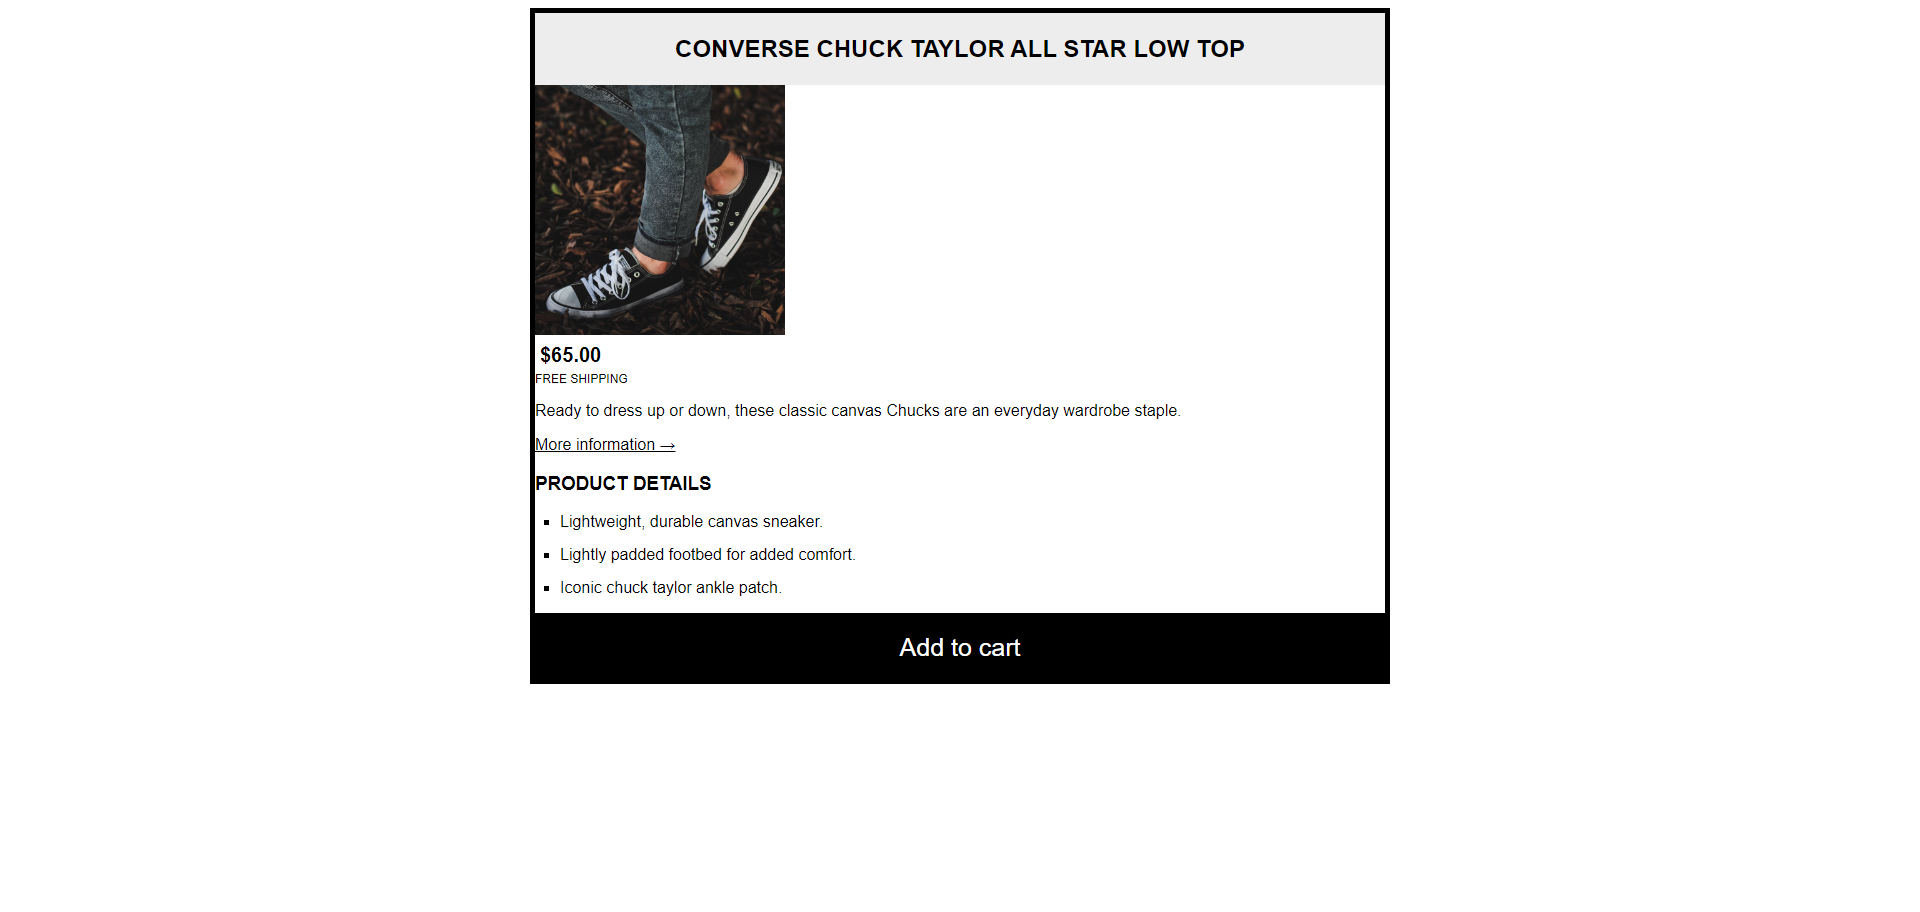 CONVERSE CHUCK TAYLOR ALL STAR LOW TOP
$65.00
FREE SHIPPING
Ready to dress up or down, these classic canvas Chucks are an everyday wardrobe staple.
More information →
PRODUCT DETAILS
Lightweight, durable canvas sneaker.
Lightly padded footbed for added comfort.
Iconic chuck taylor ankle patch.
Add to cart